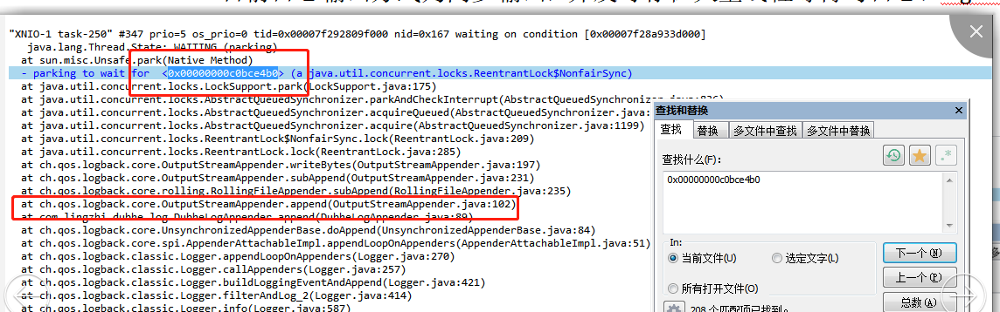 "XNIO-1 task-250" #347 prio=5 os_prio=0 tid=0x00007f292809f000 nid=0x167 waiting on condition [0x00007f28a933d000]
java.lang.Thread.State: WAITING (parking)
at sun.misc.Unsafe.park(Native Method)
- parking to wait for  <0x00000000c0bce4b0> (a java.util.concurrent.locks.ReentrantLock$NonfairSync)
at java.util.concurrent.locks.LockSupport.park(LockSupport.java:175)
at java.util.concurrent.locks.AbstractQueuedSynchronizer.parkAndCheckInterrupt(AbstractQueuedSynchronizer.java:836)
at java.util.concurrent.locks.AbstractQueuedSynchronizer.acquireQueued(AbstractQueuedSynchronizer.java:
at java.util.concurrent.locks.AbstractQueuedSynchronizer.acquire(AbstractQueuedSynchronizer.java:1199)
at java.util.concurrent.locks.ReentrantLock$NonfairSync.lock(ReentrantLock.java:209)
at java.util.concurrent.locks.ReentrantLock.lock(ReentrantLock.java:285)
at ch.qos.logback.core.OutputStreamAppender.writeBytes(OutputStreamAppender.java:197)
at ch.qos.logback.core.OutputStreamAppender.subAppend(OutputStreamAppender.java:231)
at ch.qos.logback.core.rolling.RollingFileAppender.subAppend(RollingFileAppender.java:235)
at ch.qos.logback.core.OutputStreamAppender.append(OutputStreamAppender.java:102)
at com.lingzhi.dubhe.log.DubheLogAppender.append(DubheLogAppender.java:89)
at ch.qos.logback.core.UnsynchronizedAppenderBase.doAppend(UnsynchronizedAppenderBase.java:84)
at ch.qos.logback.core.spi.AppenderAttachableImpl.appendLoopOnAppenders(AppenderAttachableImpl.java:51)
at ch.qos.logback.classic.Logger.appendLoopOnAppenders(Logger.java:270)
at ch.qos.logback.classic.Logger.callAppenders(Logger.java:257)
at ch.qos.logback.classic.Logger.buildLoggingEventAndAppend(Logger.java:421)
at ch.qos.logback.classic.Logger.filterAndLog_2(Logger.java:414)
at ch.qos.logback.classic.Logger.info(Logger.java:587)
查找和替换
查找
替换
多文件中查找
多文件中替换
查找什么(F):
0x00000000c0bce4b0
In:
当前文件(U)
选定文字(L)
所有打开文件(O)
下一个(N)
上一个(P)
总数(A)
208 个匹配项已找到。